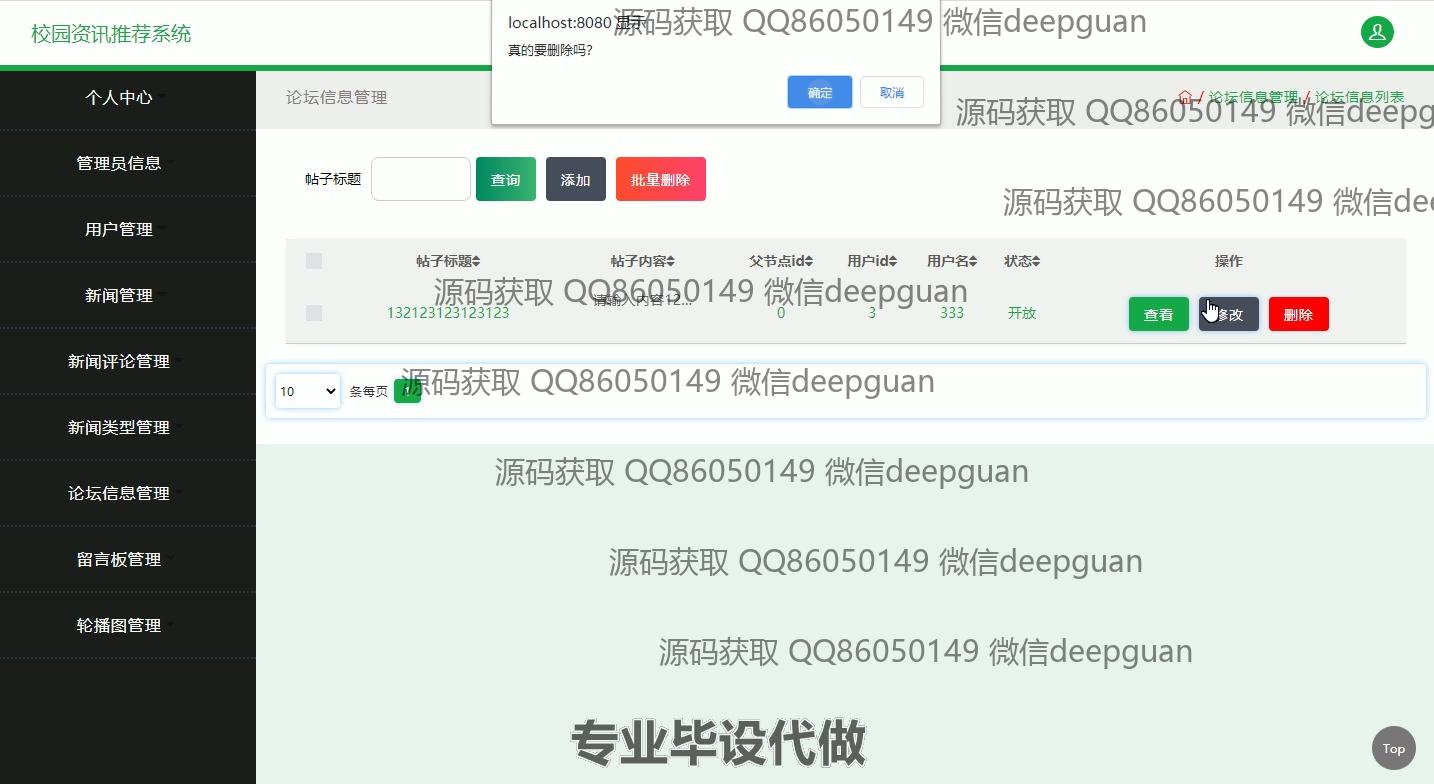 校园资讯推荐系统
localhost:8080 显示
真的要删除吗?
确定
取消
源码获取 QQ86050149 微信deepguan
个人中心
管理员信息
用户管理
新闻管理
新闻评论管理
新闻类型管理
论坛信息管理
留言板管理
轮播图管理
论坛信息管理
/ 论坛信息管理 / 论坛信息列表
源码获取 QQ86050149 微信deepg
帖子标题
查询
添加
批量删除
源码获取 QQ86050149 微信dee
帖子标题 帖子内容 父节点id 用户id 用户名 状态 操作
源码获取 QQ86050149 微信deepguan
132123123123123 请输入内容12... 0 3 333 开放 查看 修改 删除
10 条每页 1
源码获取 QQ86050149 微信deepguan
源码获取 QQ86050149 微信deepguan
源码获取 QQ86050149 微信deepguan
源码获取 QQ86050149 微信deepguan
专业毕设代做
Top